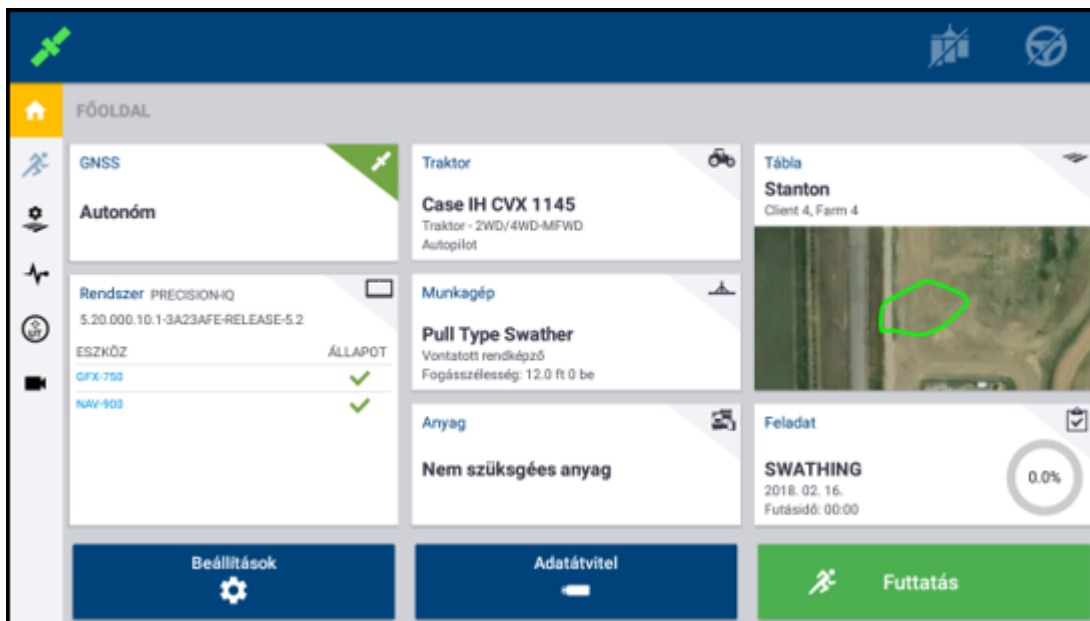 FŐOLDAL
GNSS
Autonóm
Rendszer PRECISION-IQ
5.20.000.10.1-3A23AFE-RELEASE-5.2
ESZKÖZ ÁLLAPOT
GFX-750
NAV-900
Traktor
Case IH CVX 1145
Traktor - 2WD/4WD-MFWD
Autopilot
Munkagép
Pull Type Swather
Vontatott rendképző
Fogásszélesség: 12.0 ft 0 be
Anyag
Nem szüksgées anyag
Tábla
Stanton
Client 4, Farm 4
Feladat
SWATHING
2018. 02. 16.
Futásidő: 00:00
0.0%
Beállítások
Adatátvitel
Futtatás